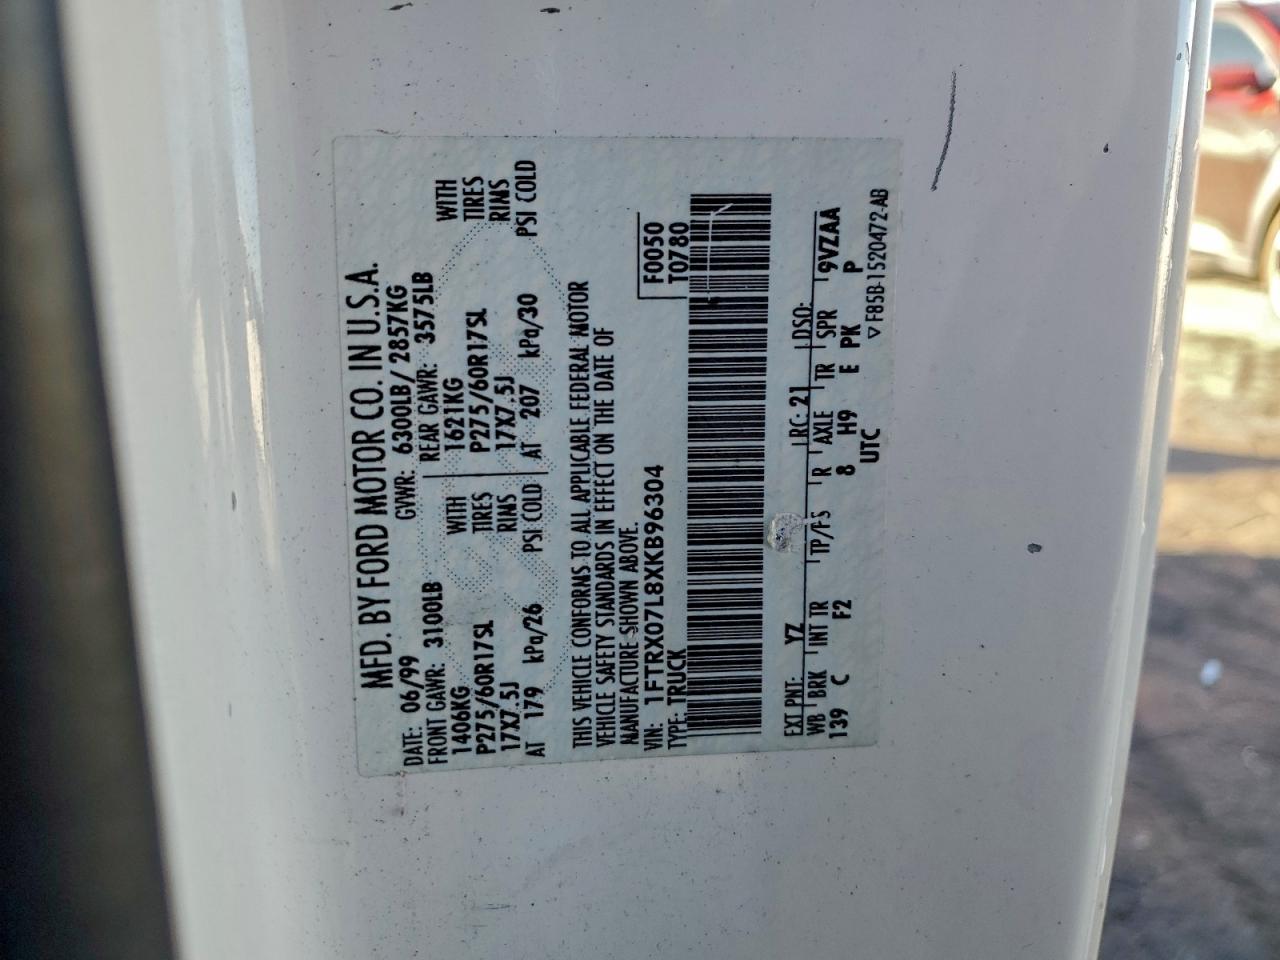 MFD. BY FORD MOTOR CO. IN U.S.A.
DATE: 06/99 GVWR: 6300LB/ 2857KG
FRONT GAWR: 3100LB REAR GAWR: 3575LB
1406KG WITH 1621KG WITH
P275/60R17SL TIRES P275/60R17SL TIRES
17X7.5J RIMS 17X7.5J RIMS
AT 179 kPa/26 PSI COLD AT 207 kPa/30 PSI COLD
THIS VEHICLE CONFORMS TO ALL APPLICABLE FEDERAL MOTOR
VEHICLE SAFETY STANDARDS IN EFFECT ON THE DATE OF
MANUFACTURE SHOWN ABOVE.
VIN: 1FTRX07L8XKB96304 F0050
TYPE: TRUCK T0780
EXT PNT: YZ RC: 21 DSO:
WB BRK INT TR TP/PS R AXLE TR SPR 9VZAA
139 C F2 8 H9 E PK P
UTC ▽F85B-1520472-AB